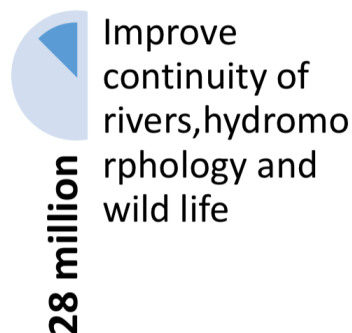 Improve
continuity of
rivers,hydromo
rphology and
wild life
28 million